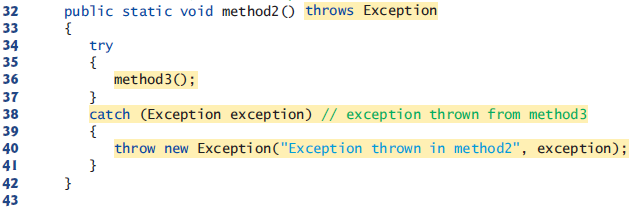 32 public static void method2() throws Exception
33 {
34 try
35 {
36 method3();
37 }
38 catch (Exception exception) // exception thrown from method3
39 {
40 throw new Exception("Exception thrown in method2", exception);
41 }
42 }
43